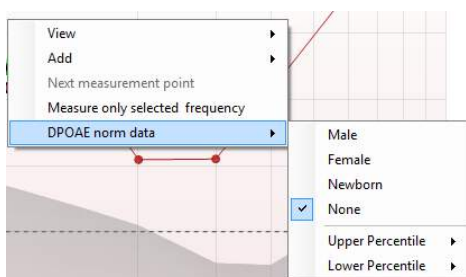 View
Add
Next measurement point
Measure only selected frequency
DPOAE norm data
Male
Female
Newborn
None
Upper Percentile
Lower Percentile